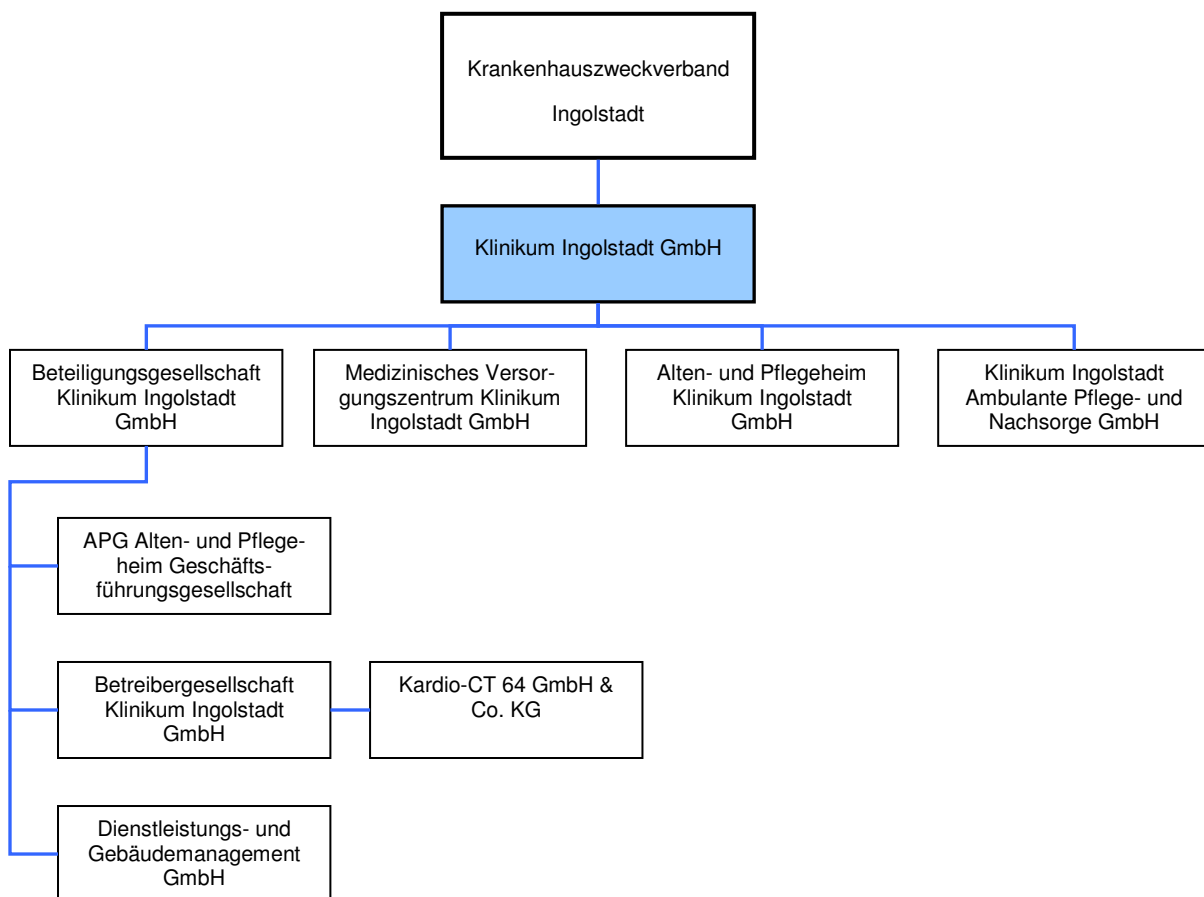 Krankenhauszweckverband
Ingolstadt
Klinikum Ingolstadt GmbH
Beteiligungsgesellschaft
Klinikum Ingolstadt
GmbH
Medizinisches Versor-
gungszentrum Klinikum
Ingolstadt GmbH
Alten- und Pflegeheim
Klinikum Ingolstadt
GmbH
Klinikum Ingolstadt
Ambulante Pflege- und
Nachsorge GmbH
APG Alten- und Pflege-
heim Geschäfts-
führungsgesellschaft
Betreibergesellschaft
Klinikum Ingolstadt
GmbH
Kardio-CT 64 GmbH &
Co. KG
Dienstleistungs- und
Gebäudemanagement
GmbH